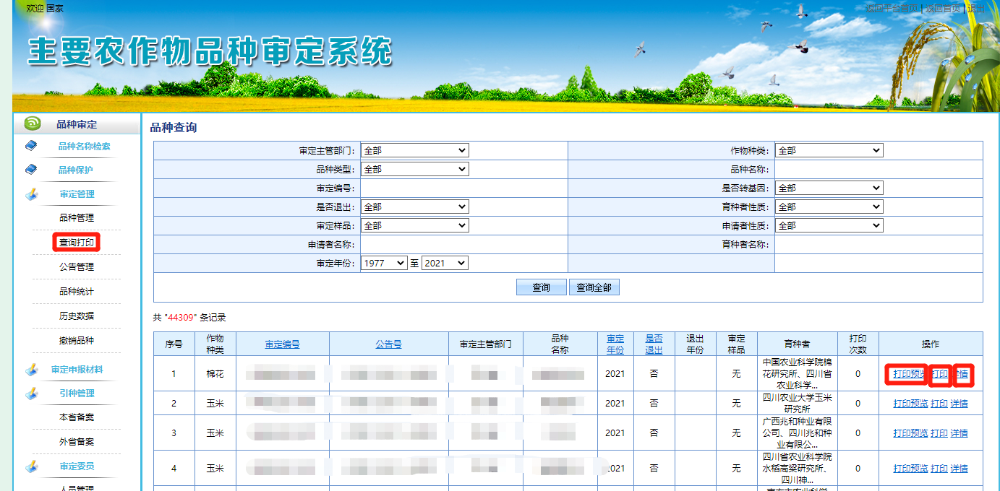 欢迎 国家
返回平台首页 | 返回首页 | 退出
主要农作物品种审定系统
品种审定
品种名称检索
品种保护
审定管理
品种管理
查询打印
公告管理
品种统计
历史数据
撤销品种
审定申报材料
引种管理
本省备案
外省备案
审定委员
人员管理
品种查询
审定主管部门: 全部 作物种类: 全部
品种类型: 全部 品种名称:
审定编号: 是否转基因: 全部
是否退出: 全部 育种者性质: 全部
审定样品: 全部 申请者性质: 全部
申请者名称: 育种者名称:
审定年份: 1977 至 2021
查询 查询全部
共 "44309" 条记录
序号 作物种类 审定编号 公告号 审定主管部门 品种名称 审定年份 是否退出 退出年份 审定样品 育种者 打印次数 操作
1 棉花 2021 否 无 中国农业科学院棉花研究所、四川省农业科学... 0 打印预览 打印 详情
2 玉米 2021 否 无 四川农业大学玉米研究所 0 打印预览 打印 详情
3 玉米 2021 否 无 广西兆和种业有限公司、四川兆和种业有限公... 0 打印预览 打印 详情
4 玉米 2021 否 无 四川省农业科学院水稻高粱研究所、四川神... 0 打印预览 打印 详情